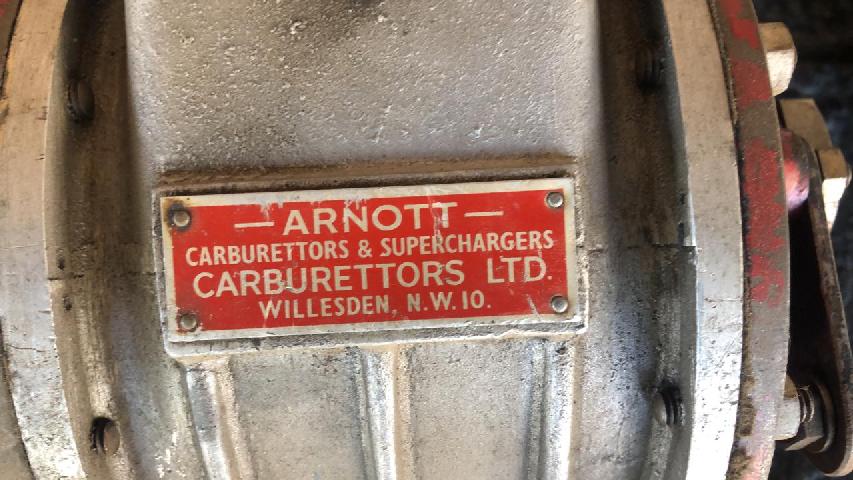 — ARNOTT —
CARBURETTORS & SUPERCHARGERS
CARBURETTORS LTD.
WILLESDEN, N.W.10.